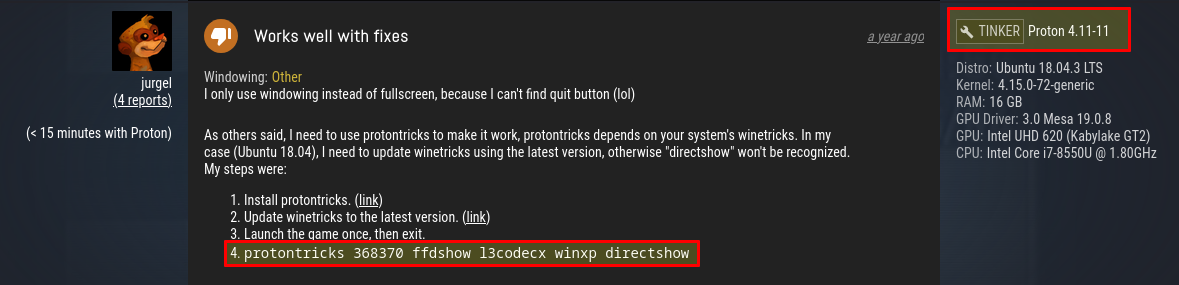 jurgel
(4 reports)
(< 15 minutes with Proton)
Works well with fixes
a year ago
Windowing: Other
I only use windowing instead of fullscreen, because I can't find quit button (lol)
As others said, I need to use protontricks to make it work, protontricks depends on your system's winetricks. In my
case (Ubuntu 18.04), I need to update winetricks using the latest version, otherwise "directshow" won't be recognized.
My steps were:
1. Install protontricks. (link)
2. Update winetricks to the latest version. (link)
3. Launch the game once, then exit.
4. protontricks 368370 ffdshow l3codecx winxp directshow
TINKER Proton 4.11-11
Distro: Ubuntu 18.04.3 LTS
Kernel: 4.15.0-72-generic
RAM: 16 GB
GPU Driver: 3.0 Mesa 19.0.8
GPU: Intel UHD 620 (Kabylake GT2)
CPU: Intel Core i7-8550U @ 1.80GHz